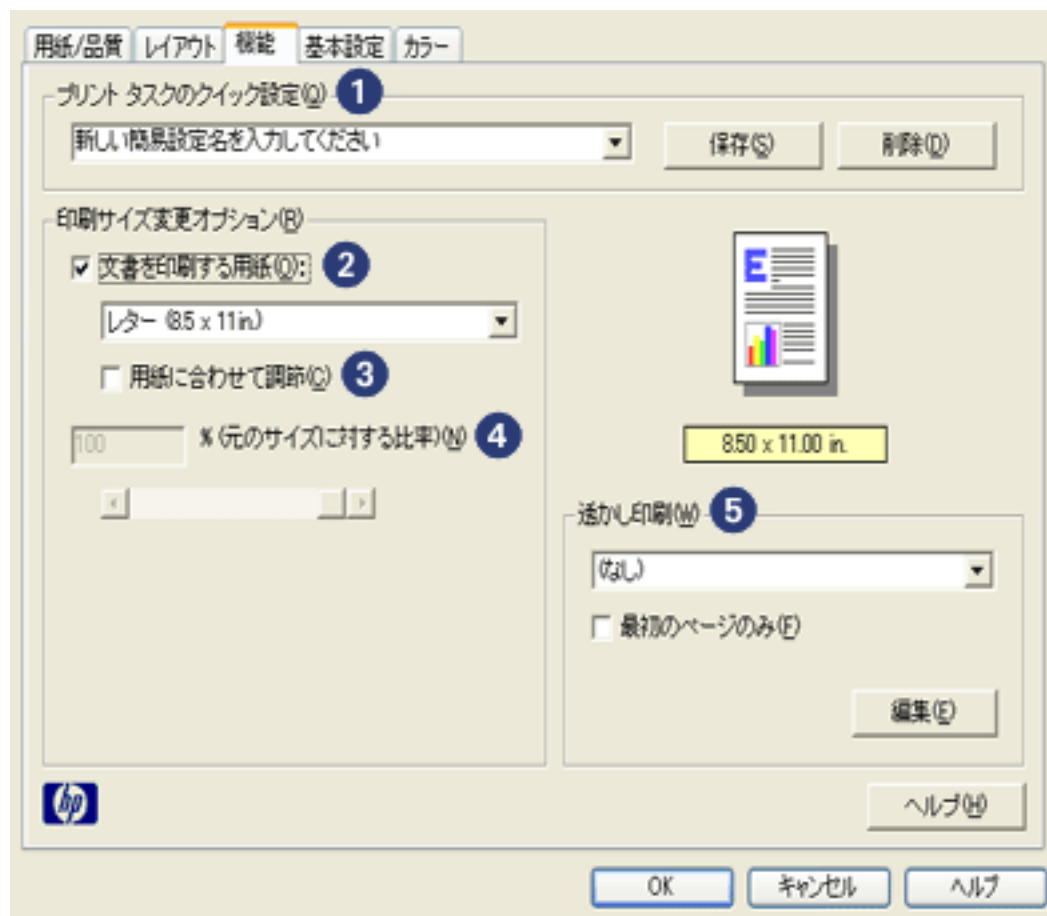 用紙/品質 レイアウト 機能 基本設定 カラー
プリント タスクのクイック設定(Q) 1
新しい簡易設定名を入力してください
保存(S) 削除(D)
印刷サイズ変更オプション(R)
文書を印刷する用紙(O): 2
レター (8.5 x 11 in.)
用紙に合わせて調節(C) 3
100 % (元のサイズに対する比率)(N) 4
E
8.50 x 11.00 in.
透かし印刷(W) 5
(なし)
最初のページのみ(F)
編集(E)
hp
ヘルプ(H)
OK キャンセル ヘルプ